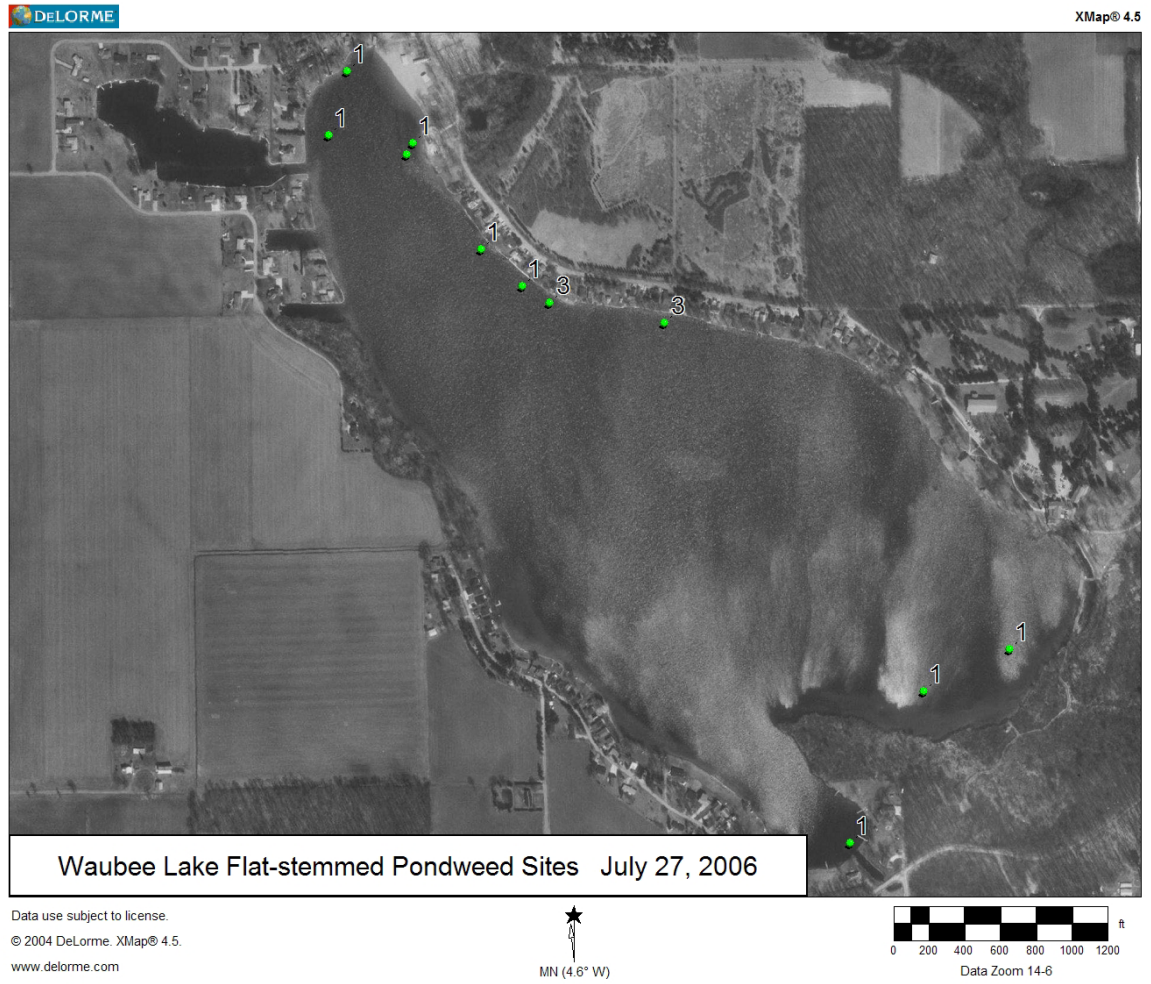 DELORME
XMap® 4.5
1
1
1
1
1
3
3
1
1
1
Waubee Lake Flat-stemmed Pondweed Sites July 27, 2006
Data use subject to license.
© 2004 DeLorme. XMap® 4.5.
www.delorme.com
MN (4.6° W)
ft
0 200 400 600 800 1000 1200
Data Zoom 14-6